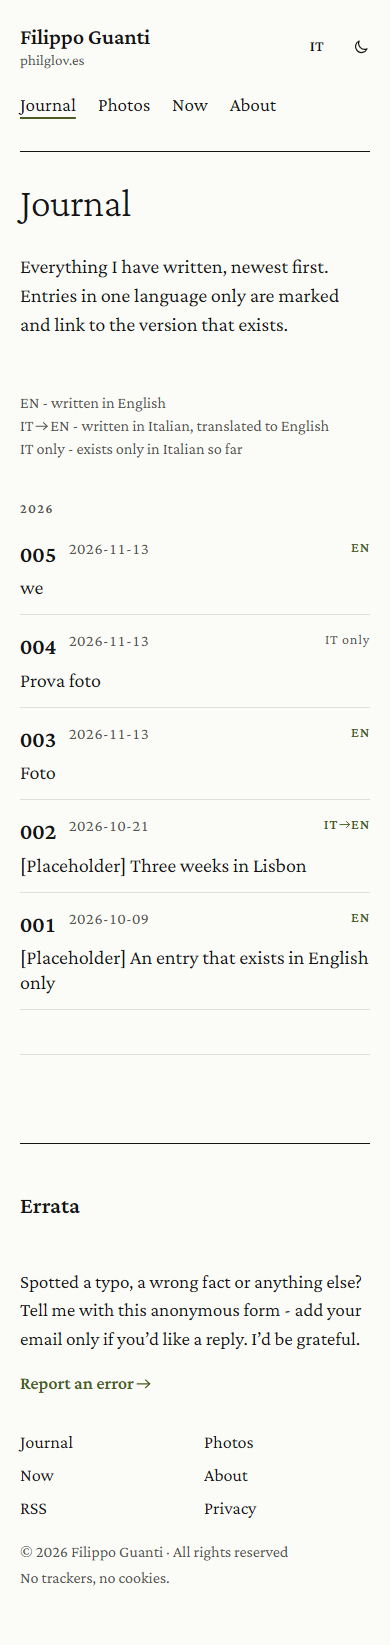 Filippo Guanti
philglov.es
IT
Journal Photos Now About
Journal
Everything I have written, newest first.
Entries in one language only are marked
and link to the version that exists.
EN - written in English
IT→EN - written in Italian, translated to English
IT only - exists only in Italian so far
2026
005 2026-11-13 EN
we
004 2026-11-13 IT only
Prova foto
003 2026-11-13 EN
Foto
002 2026-10-21 IT→EN
[Placeholder] Three weeks in Lisbon
001 2026-10-09 EN
[Placeholder] An entry that exists in English
only
Errata
Spotted a typo, a wrong fact or anything else?
Tell me with this anonymous form - add your
email only if you’d like a reply. I’d be grateful.
Report an error→
Journal Photos
Now About
RSS Privacy
© 2026 Filippo Guanti · All rights reserved
No trackers, no cookies.